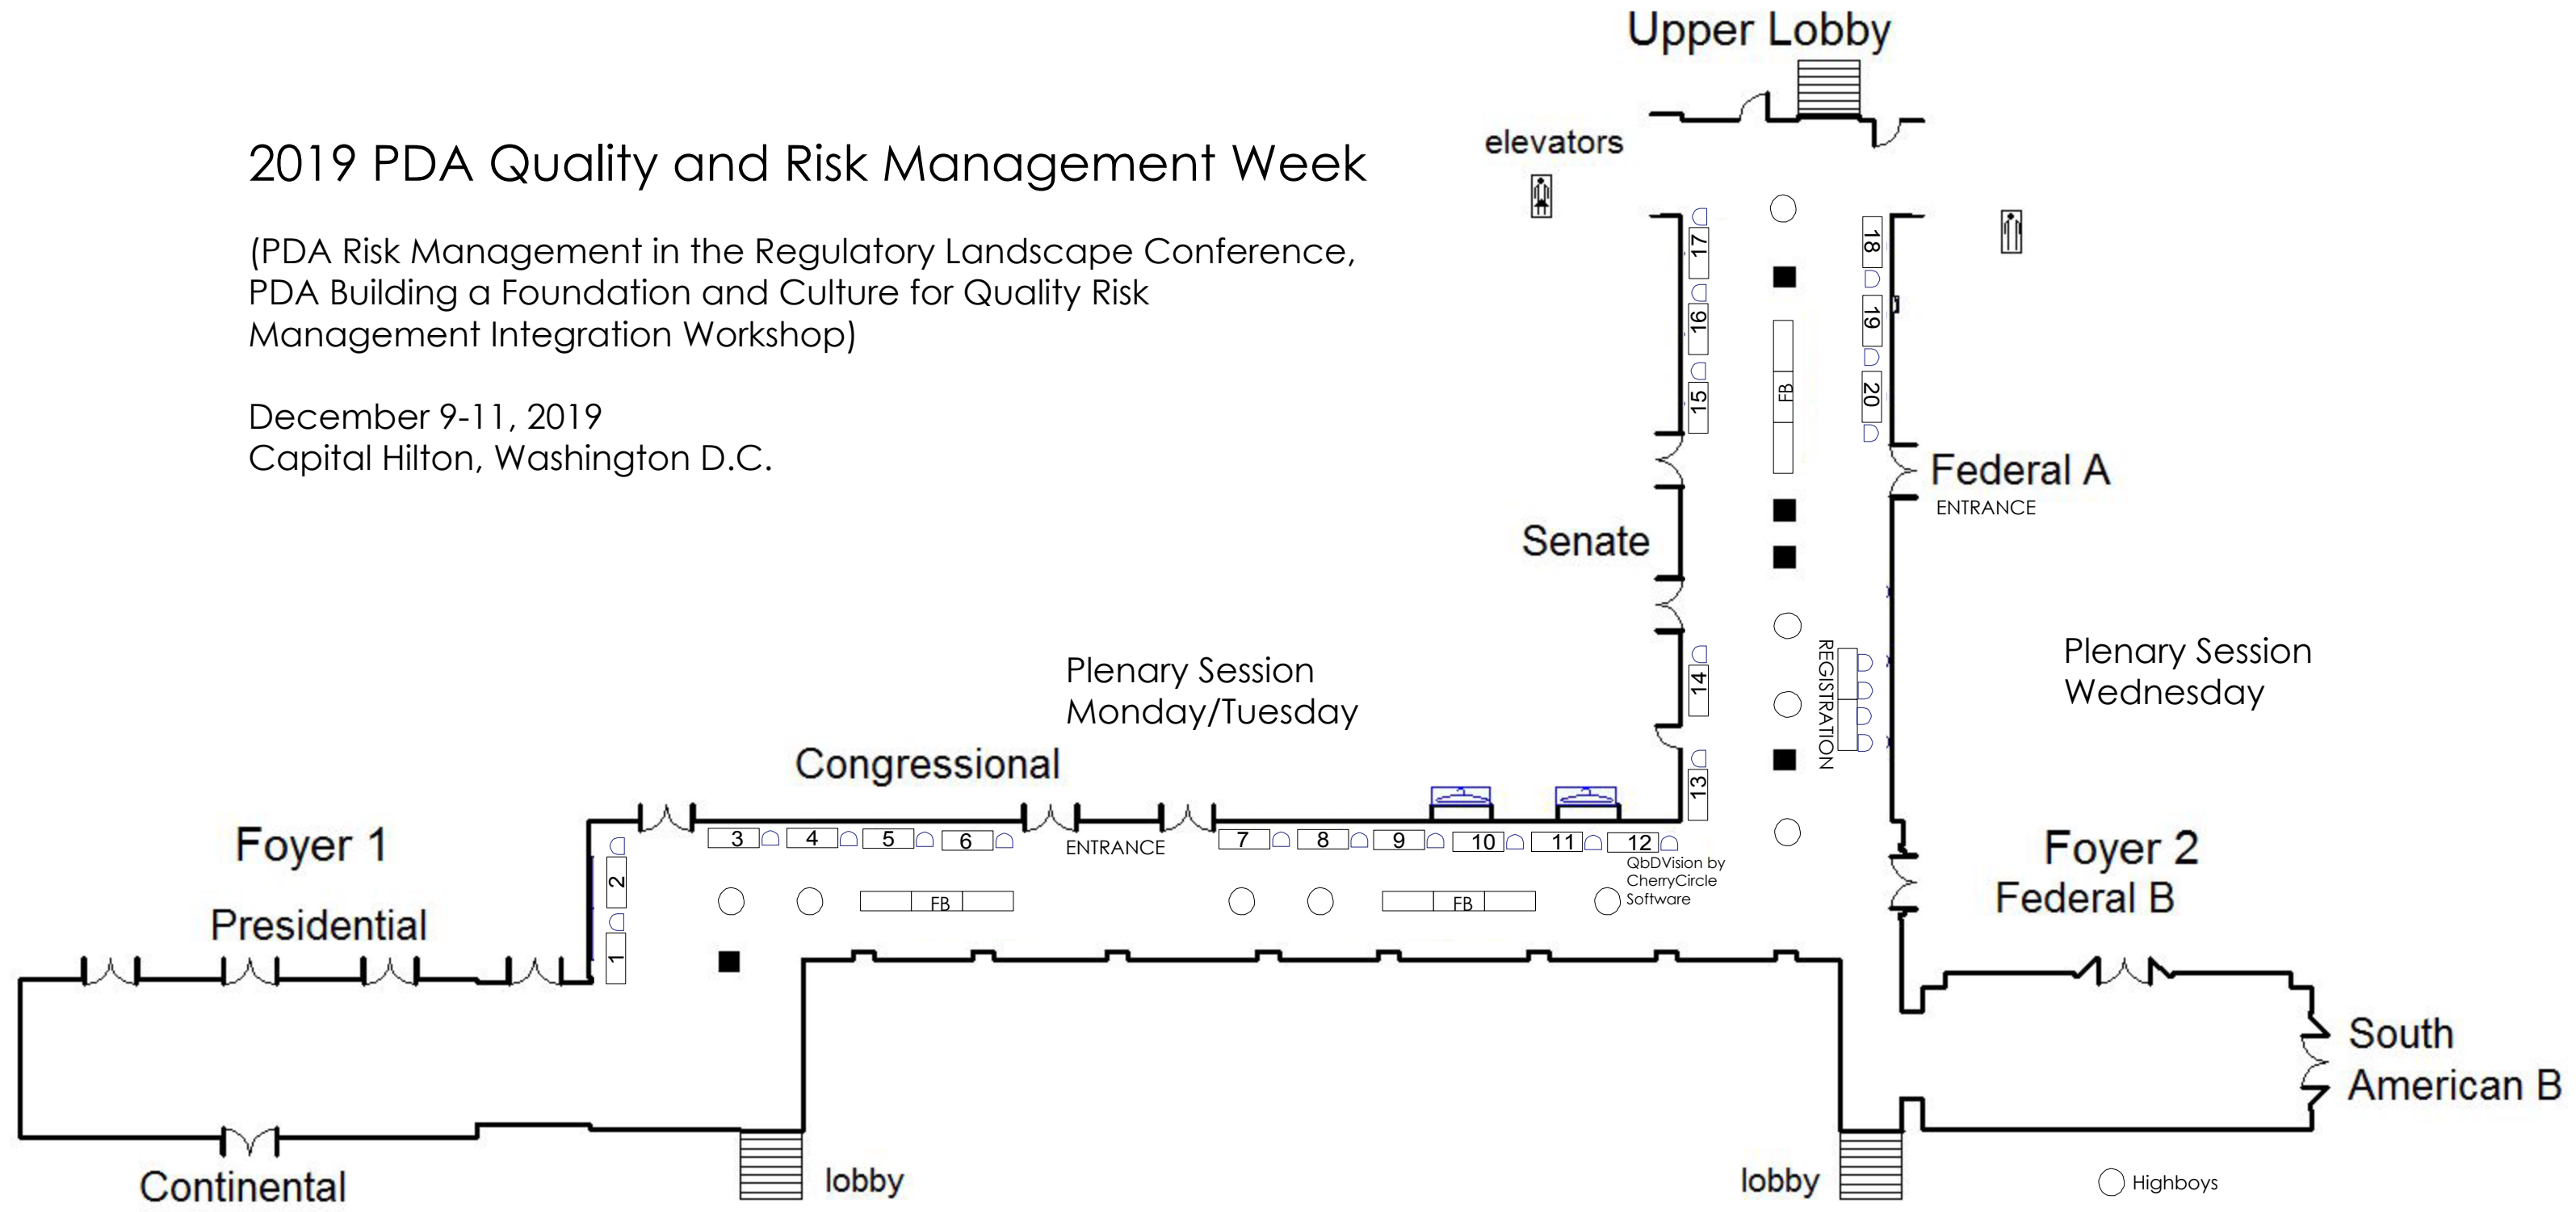 Upper Lobby
elevators
2019 PDA Quality and Risk Management Week
(PDA Risk Management in the Regulatory Landscape Conference,
PDA Building a Foundation and Culture for Quality Risk
Management Integration Workshop)
December 9-11, 2019
Capital Hilton, Washington D.C.
17
18
16
19
15
FB
20
Federal A
ENTRANCE
Senate
Plenary Session
Monday/Tuesday
14
REGISTRATION
Plenary Session
Wednesday
Congressional
13
Foyer 1
Presidential
2
1
3
4
5
6
ENTRANCE
7
8
9
10
11
12
QbDVision by
CherryCircle
Software
FB
FB
Foyer 2
Federal B
South
American B
Continental
lobby
lobby
Highboys